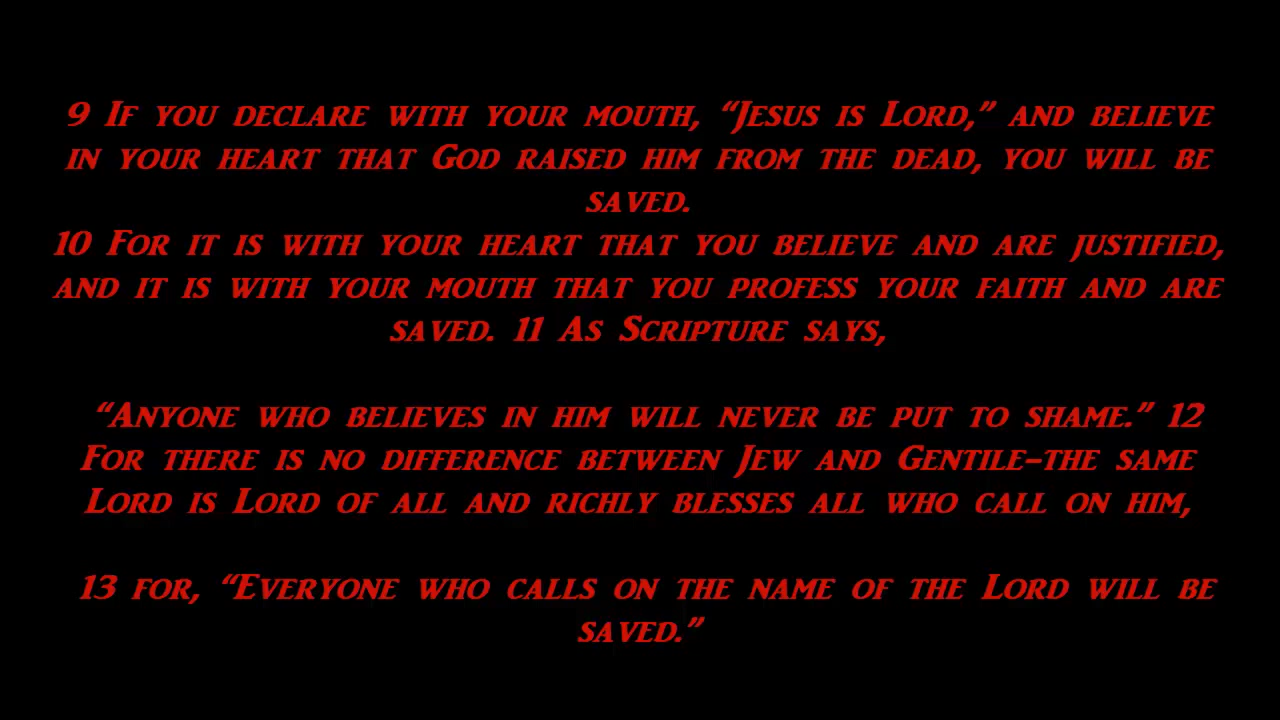 9 If you declare with your mouth, “Jesus is Lord,” and believe
in your heart that God raised him from the dead, you will be
saved.
10 For it is with your heart that you believe and are justified,
and it is with your mouth that you profess your faith and are
saved. 11 As Scripture says,
“Anyone who believes in him will never be put to shame.” 12
For there is no difference between Jew and Gentile–the same
Lord is Lord of all and richly blesses all who call on him,
13 for, “Everyone who calls on the name of the Lord will be
saved.”